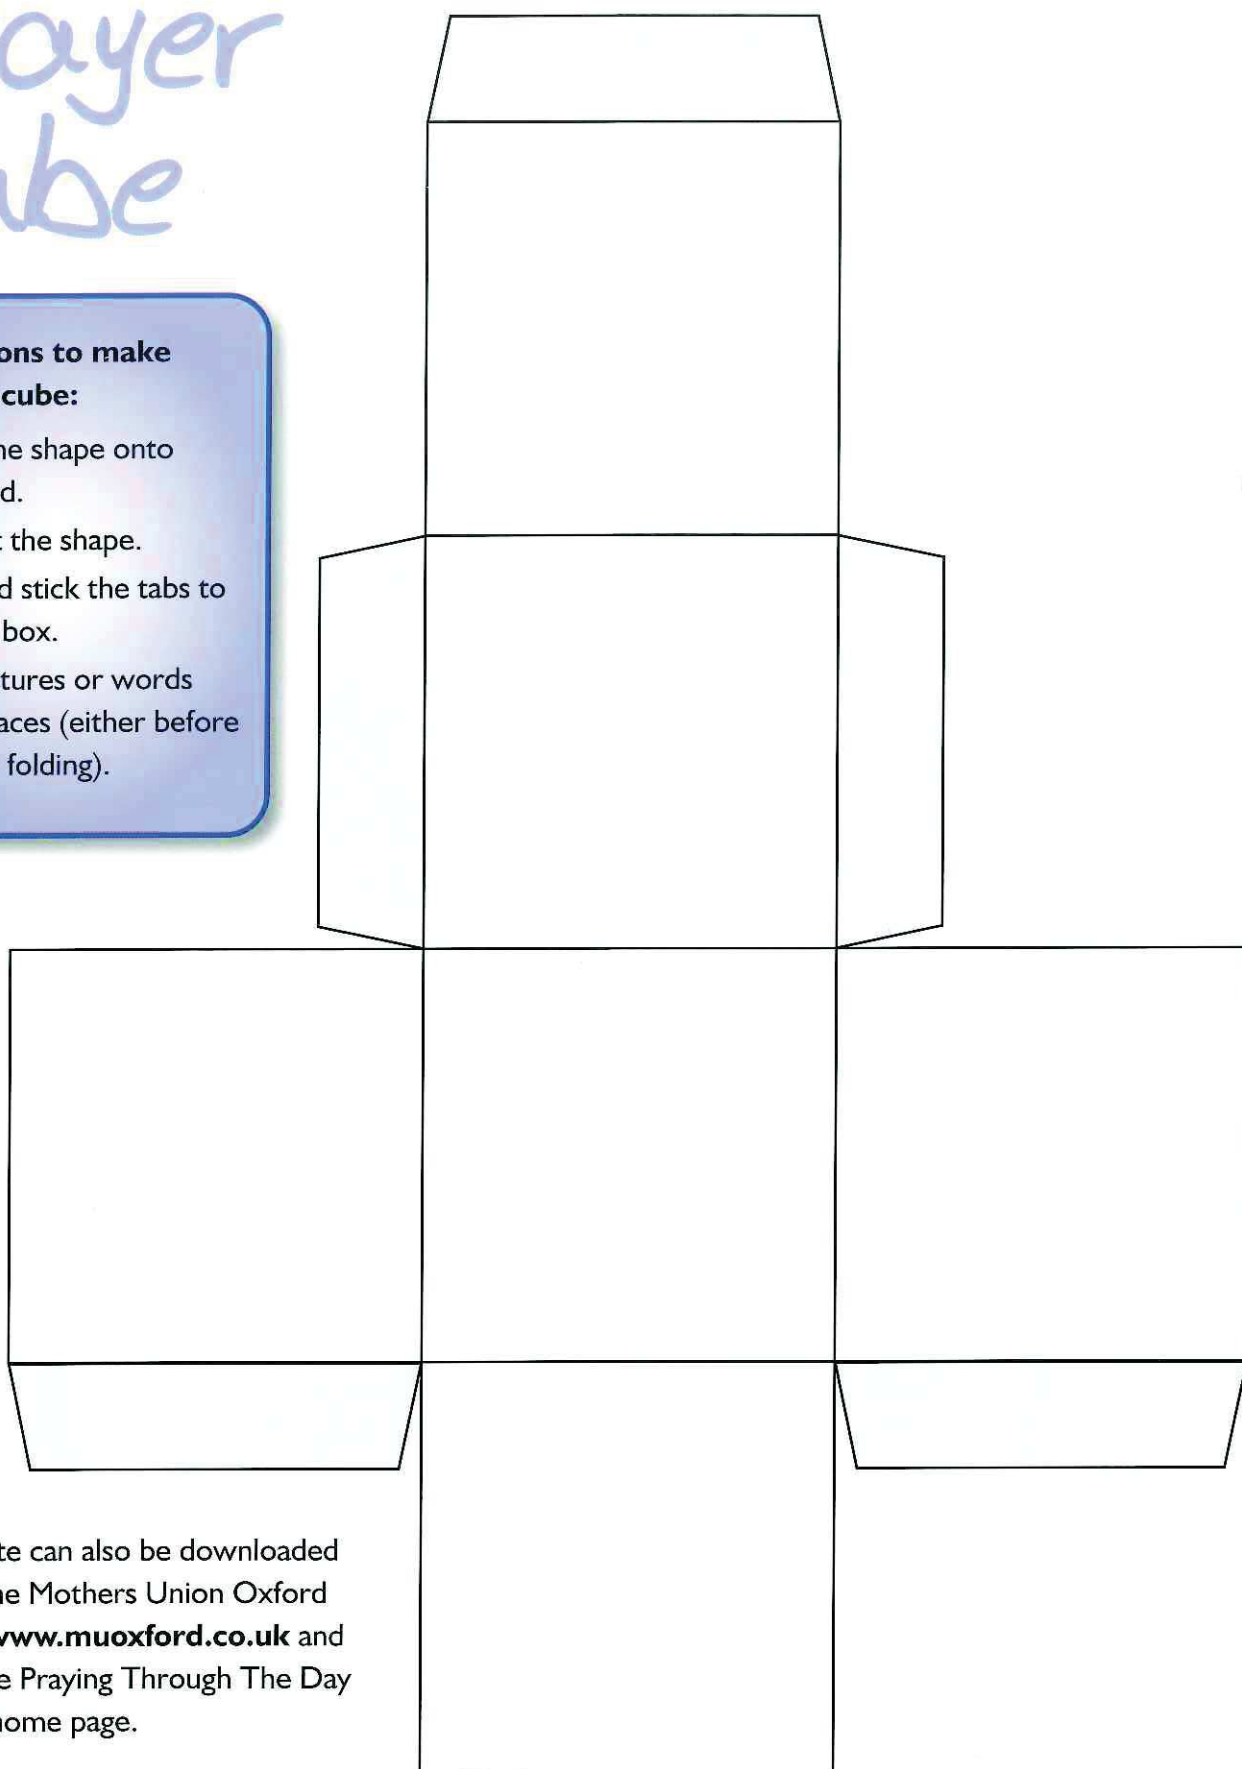 ayer
be
ons to make
cube:
he shape onto
d.
t the shape.
d stick the tabs to
box.
tures or words
aces (either before
folding).
te can also be downloaded
he Mothers Union Oxford
www.muoxford.co.uk and
e Praying Through The Day
home page.